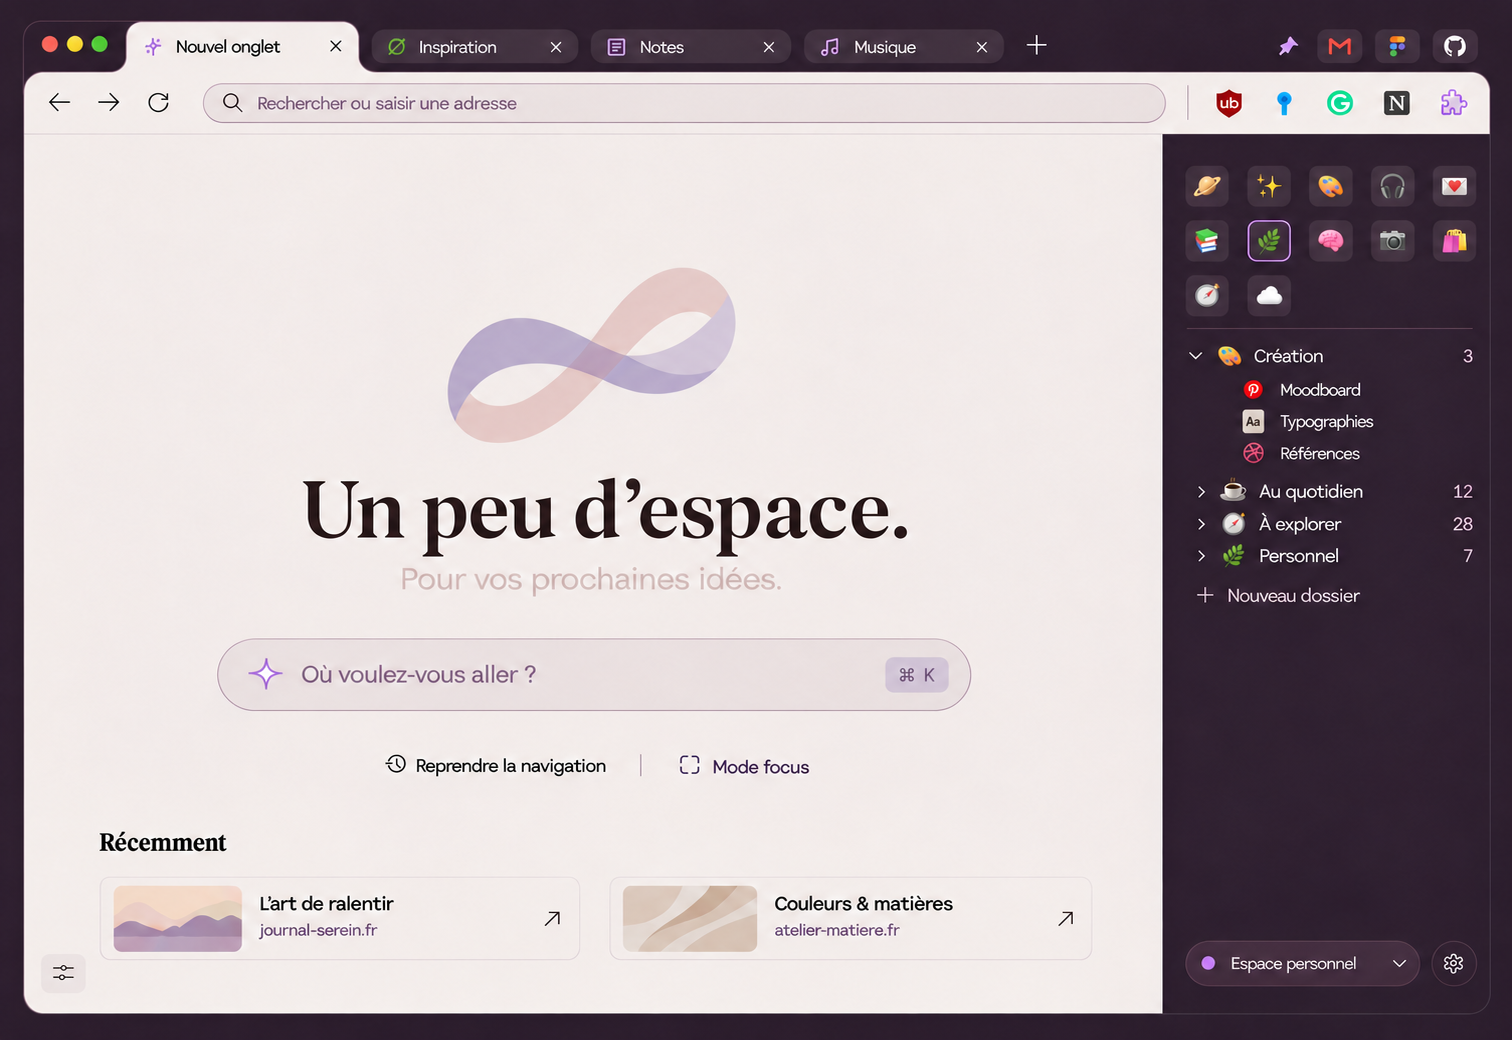 Nouvel onglet
Inspiration
Notes
Musique
Rechercher ou saisir une adresse
ub
G
N
Un peu d’espace.
Pour vos prochaines idées.
Où voulez-vous aller ?
⌘ K
Reprendre la navigation
Mode focus
Récemment
L’art de ralentir
journal-serein.fr
Couleurs & matières
atelier-matiere.fr
Création 3
Moodboard
Aa Typographies
Références
Au quotidien 12
À explorer 28
Personnel 7
Nouveau dossier
Espace personnel